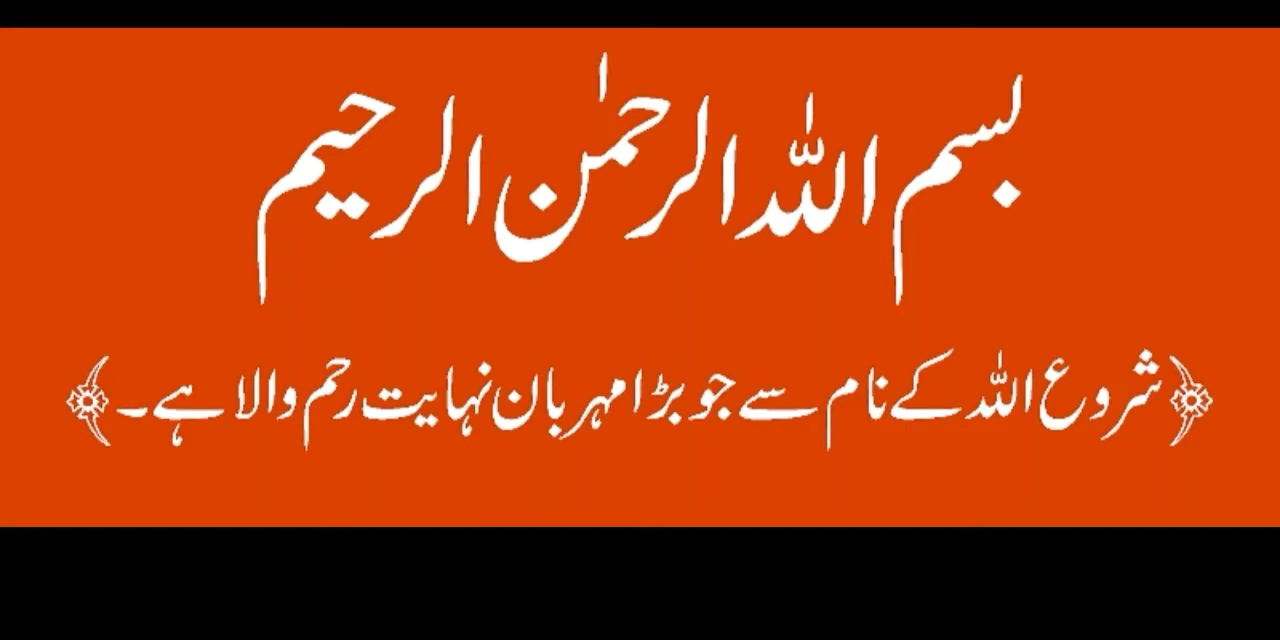 بسم اللہ الرحمٰن الرحیم
﴿شروع اللہ کے نام سے جو بڑا مہربان نہایت رحم والا ہے۔﴾